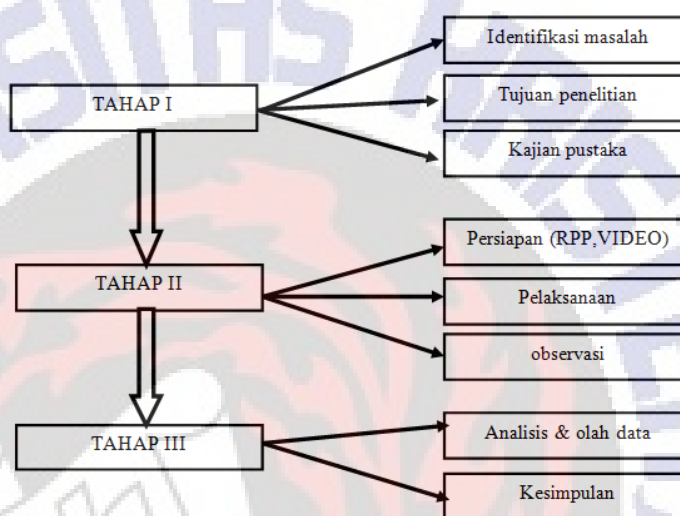 TAHAP I
Identifikasi masalah
Tujuan penelitian
Kajian pustaka
TAHAP II
Persiapan (RPP,VIDEO)
Pelaksanaan
observasi
TAHAP III
Analisis & olah data
Kesimpulan